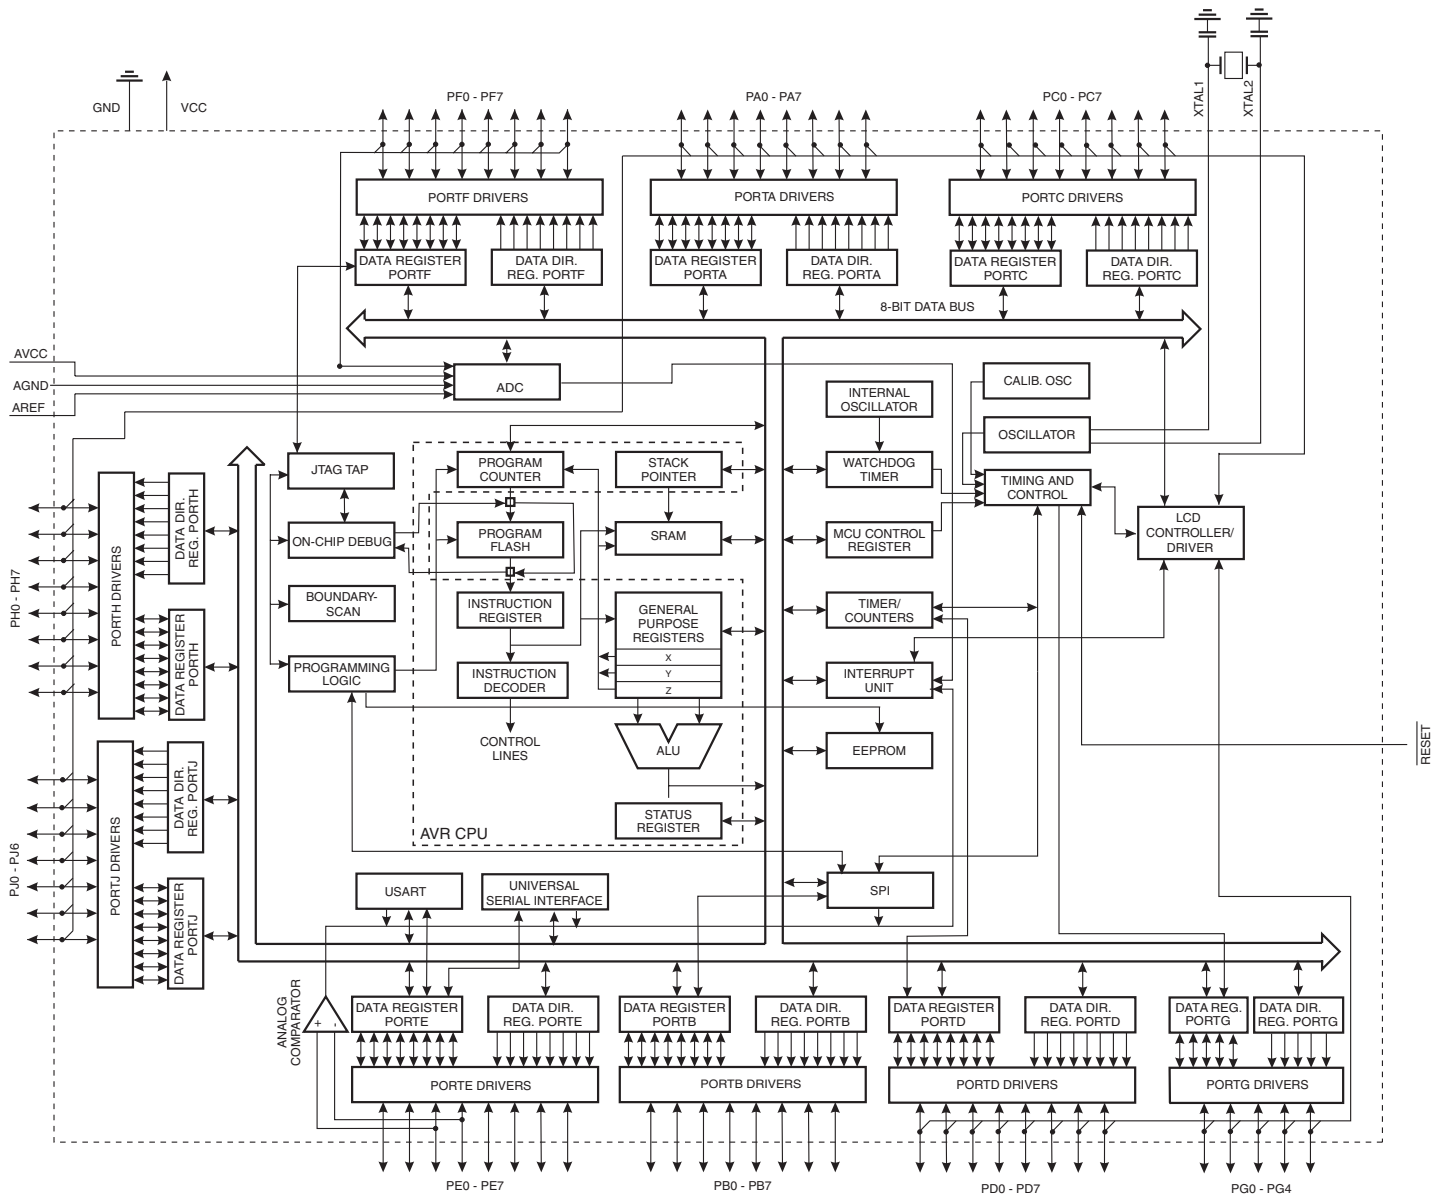 XTAL1
XTAL2
GND
VCC
PF0 - PF7
PA0 - PA7
PC0 - PC7
PORTF DRIVERS
PORTA DRIVERS
PORTC DRIVERS
DATA REGISTER
PORTF
DATA DIR.
REG. PORTF
DATA REGISTER
PORTA
DATA DIR.
REG. PORTA
DATA REGISTER
PORTC
DATA DIR.
REG. PORTC
8-BIT DATA BUS
AVCC
AGND
AREF
ADC
INTERNAL
OSCILLATOR
CALIB. OSC
OSCILLATOR
JTAG TAP
PROGRAM
COUNTER
STACK
POINTER
WATCHDOG
TIMER
TIMING AND
CONTROL
LCD
CONTROLLER/
DRIVER
ON-CHIP DEBUG
PROGRAM
FLASH
SRAM
MCU CONTROL
REGISTER
BOUNDARY-
SCAN
INSTRUCTION
REGISTER
GENERAL
PURPOSE
REGISTERS
X
Y
Z
TIMER/
COUNTERS
PROGRAMMING
LOGIC
INSTRUCTION
DECODER
INTERRUPT
UNIT
CONTROL
LINES
ALU
EEPROM
RESET
STATUS
REGISTER
AVR CPU
PH0 - PH7
PORTH DRIVERS
DATA DIR.
REG. PORTH
DATA REGISTER
PORTH
PJ0 - PJ6
PORTJ DRIVERS
DATA DIR.
REG. PORTJ
DATA REGISTER
PORTJ
USART
UNIVERSAL
SERIAL INTERFACE
SPI
ANALOG
COMPARATOR
+
-
DATA REGISTER
PORTE
DATA DIR.
REG. PORTE
DATA REGISTER
PORTB
DATA DIR.
REG. PORTB
DATA REGISTER
PORTD
DATA DIR.
REG. PORTD
DATA REG.
PORTG
DATA DIR.
REG. PORTG
PORTE DRIVERS
PORTB DRIVERS
PORTD DRIVERS
PORTG DRIVERS
PE0 - PE7
PB0 - PB7
PD0 - PD7
PG0 - PG4